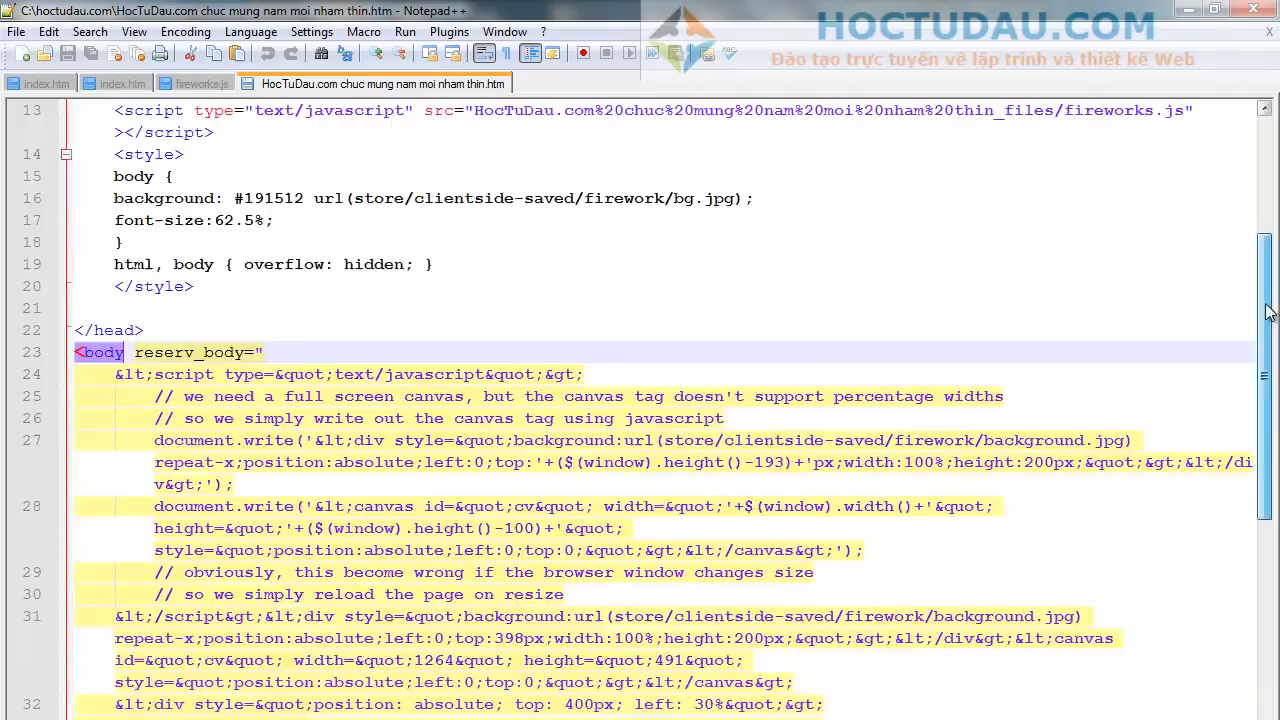 C:\hoctudau.com\HocTuDau.com chuc mung nam moi nham thin.htm - Notepad++
HOCTUDAU.COM
Đào tạo trực tuyến về lập trình và thiết kế Web
File Edit Search View Encoding Language Settings Macro Run Plugins Window ? X
index.htm index.htm fireworks.js HocTuDau.com chuc mung nam moi nham thin.htm
13 <script type="text/javascript" src="HocTuDau.com%20chuc%20mung%20nam%20moi%20nham%20thin_files/fireworks.js"
></script>
14 <style>
15 body {
16 background: #191512 url(store/clientside-saved/firework/bg.jpg);
17 font-size:62.5%;
18 }
19 html, body { overflow: hidden; }
20 </style>
21
22 </head>
23 <body reserv_body="
24 &lt;script type=&quot;text/javascript&quot;&gt;
25 // we need a full screen canvas, but the canvas tag doesn't support percentage widths
26 // so we simply write out the canvas tag using javascript
27 document.write('&lt;div style=&quot;background:url(store/clientside-saved/firework/background.jpg)
repeat-x;position:absolute;left:0;top:'+($(window).height()-193)+'px;width:100%;height:200px;&quot;&gt;&lt;/di
v&gt;');
28 document.write('&lt;canvas id=&quot;cv&quot; width=&quot;'+$(window).width()+'&quot;
height=&quot;'+($(window).height()-100)+'&quot;
style=&quot;position:absolute;left:0;top:0;&quot;&gt;&lt;/canvas&gt;');
29 // obviously, this become wrong if the browser window changes size
30 // so we simply reload the page on resize
31 &lt;/script&gt;&lt;div style=&quot;background:url(store/clientside-saved/firework/background.jpg)
repeat-x;position:absolute;left:0;top:398px;width:100%;height:200px;&quot;&gt;&lt;/div&gt;&lt;canvas
id=&quot;cv&quot; width=&quot;1264&quot; height=&quot;491&quot;
style=&quot;position:absolute;left:0;top:0;&quot;&gt;&lt;/canvas&gt;
32 &lt;div style=&quot;position: absolute; top: 400px; left: 30%&quot;&gt;